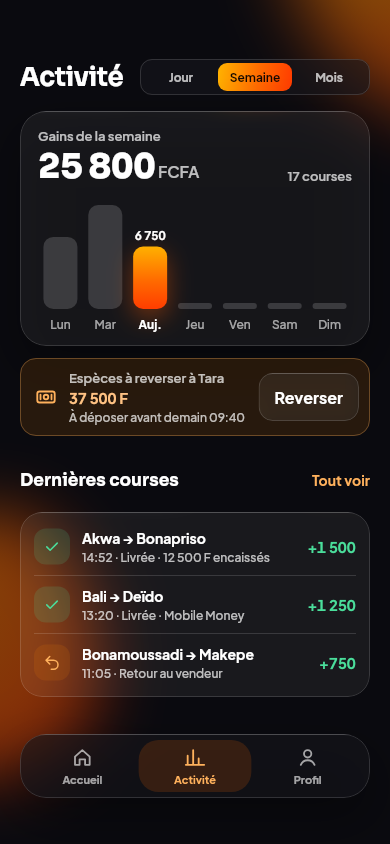 Activité
Jour Semaine Mois
Gains de la semaine
25 800 FCFA
17 courses
6 750
Lun Mar Auj. Jeu Ven Sam Dim
Espèces à reverser à Tara
37 500 F
À déposer avant demain 09:40
Reverser
Dernières courses
Tout voir
Akwa → Bonapriso
14:52 · Livrée · 12 500 F encaissés
+1 500
Bali → Deïdo
13:20 · Livrée · Mobile Money
+1 250
Bonamoussadi → Makepe
11:05 · Retour au vendeur
+750
Accueil Activité Profil